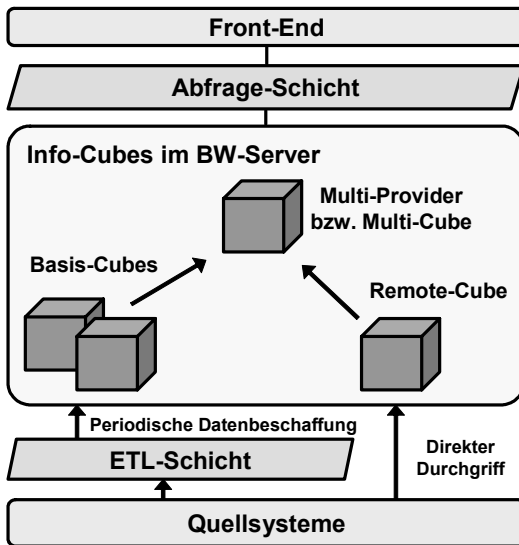 Front-End
Abfrage-Schicht
Info-Cubes im BW-Server
Multi-Provider
bzw. Multi-Cube
Basis-Cubes
Remote-Cube
Periodische Datenbeschaffung
ETL-Schicht
Direkter
Durchgriff
Quellsysteme